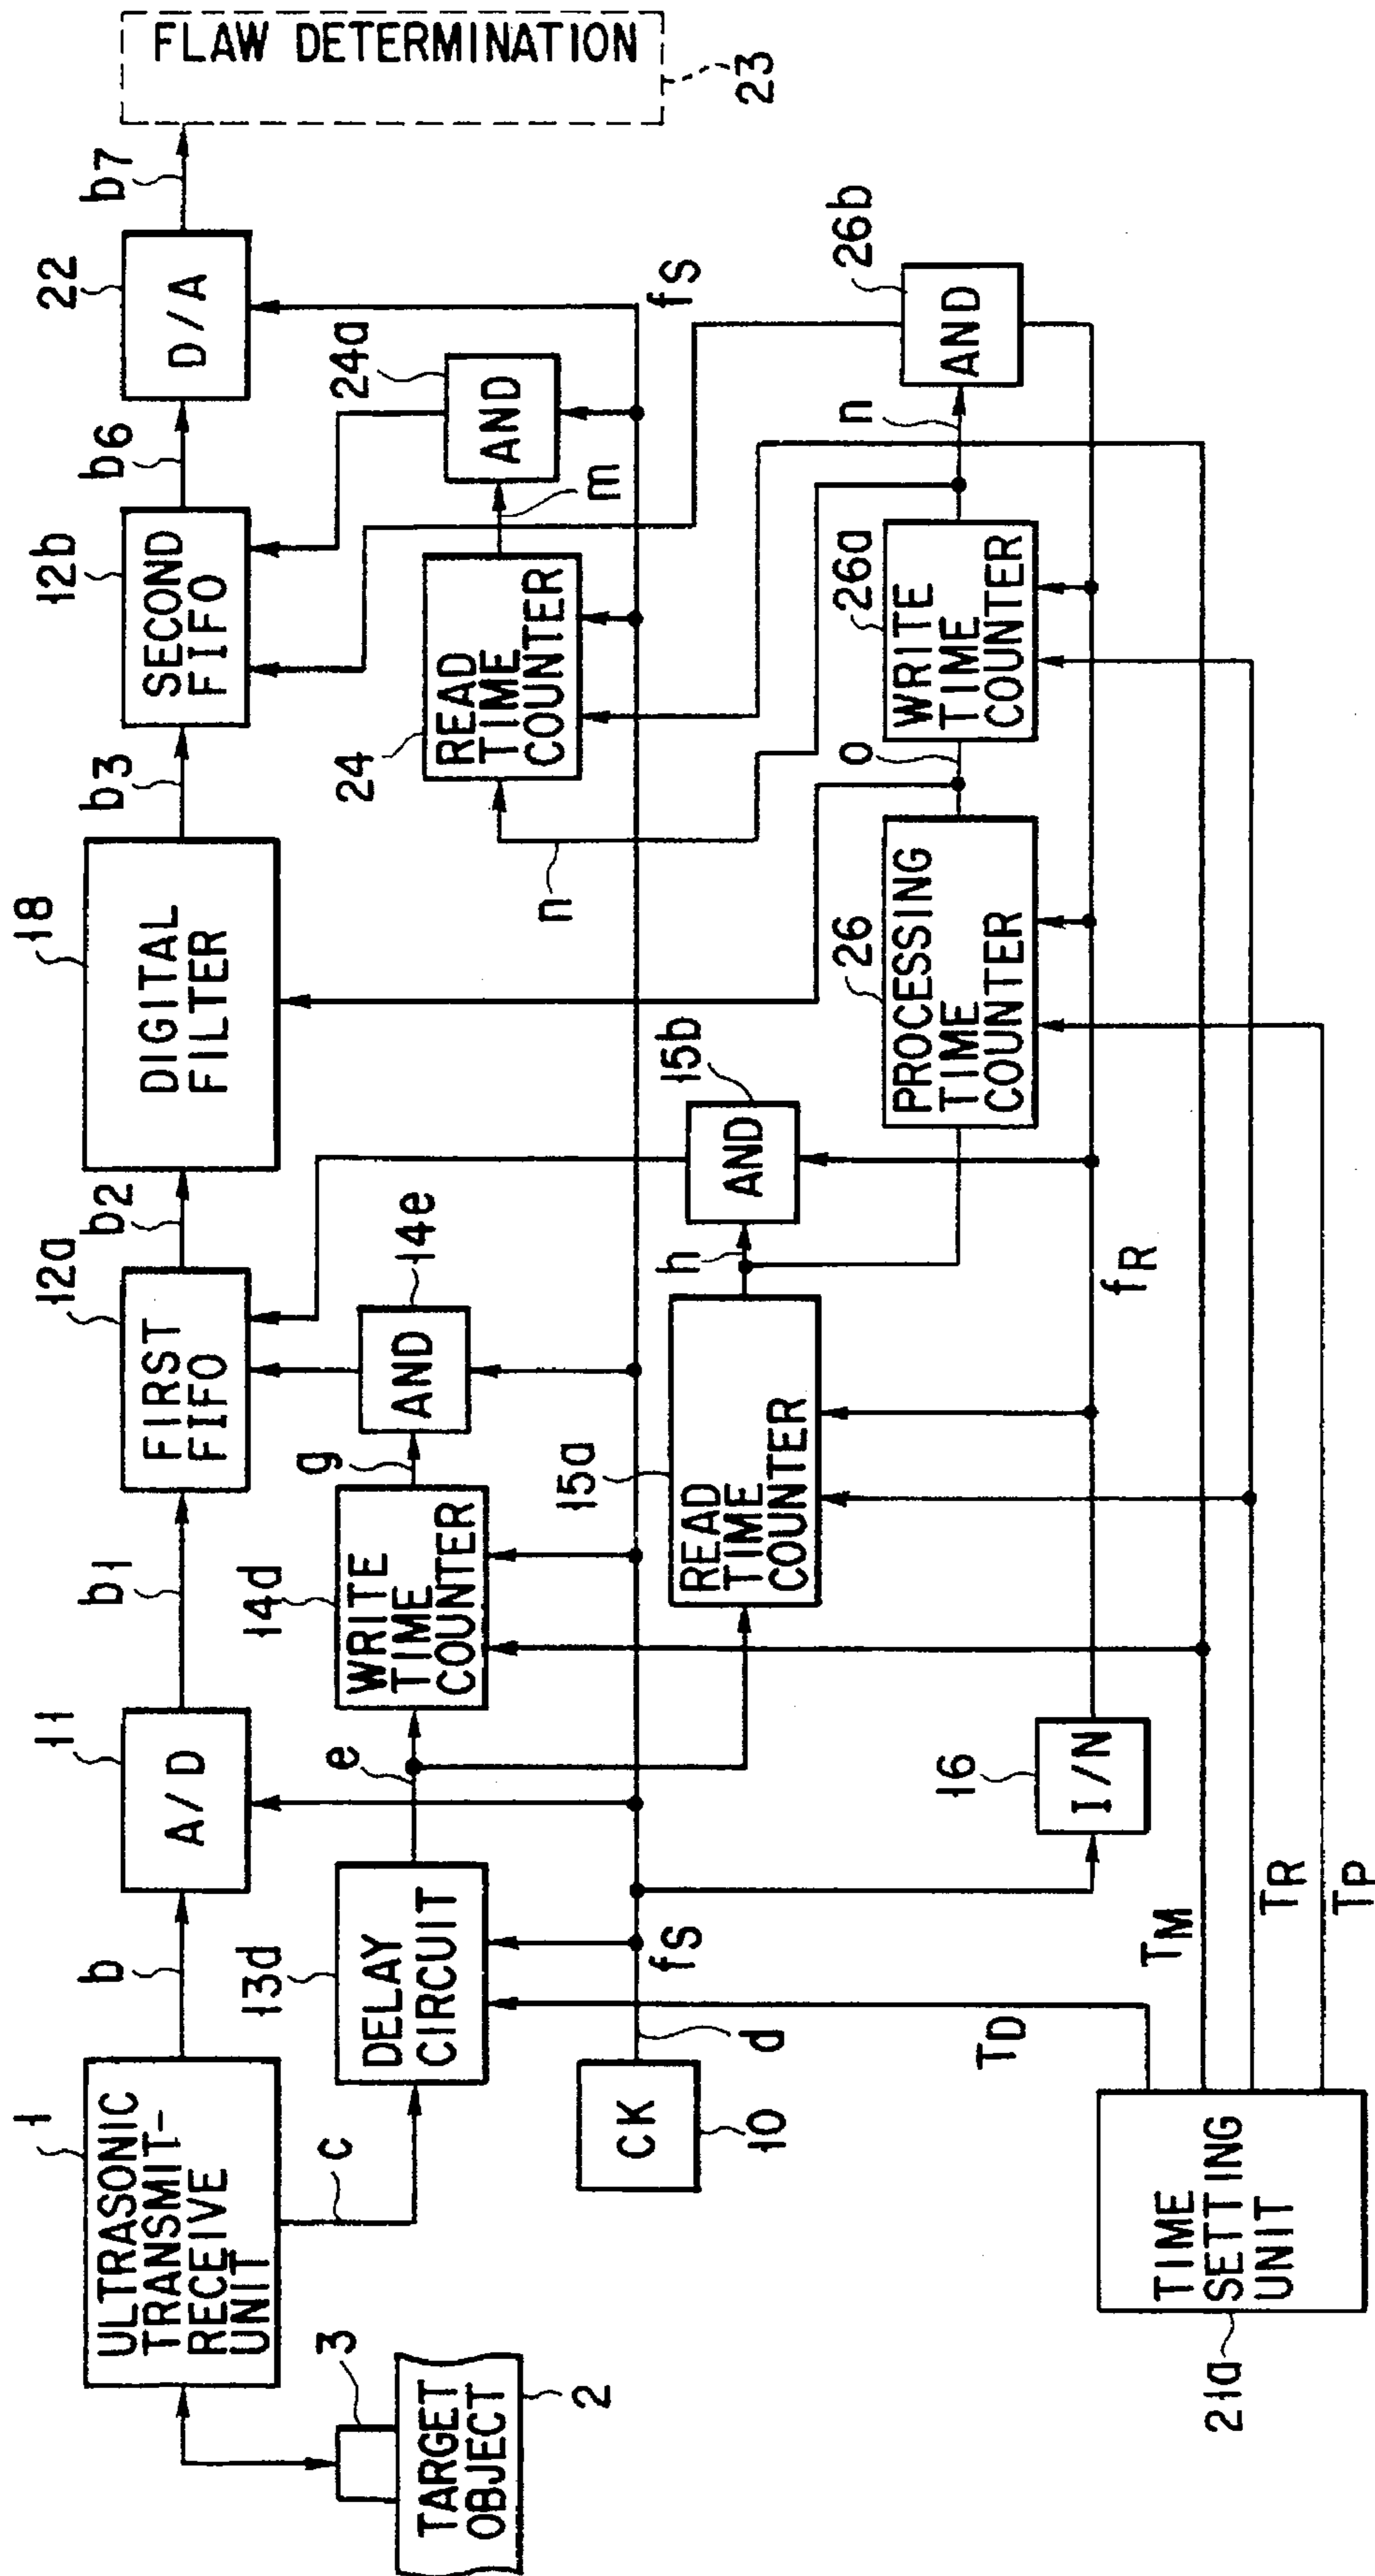 1
ULTRASONIC
TRANSMIT-
RECEIVE
UNIT
b
11
A/D
b1
12a
FIRST
FIFO
b2
18
DIGITAL
FILTER
b3
12b
SECOND
FIFO
b6
22
D/A
b7
FLAW DETERMINATION
23
3
TARGET
OBJECT
2
c
13d
DELAY
CIRCUIT
e
14d
WRITE
TIME
COUNTER
g
14e
AND
n
24
READ
TIME
COUNTER
m
24a
AND
fS
CK
10
d
fS
15a
READ
TIME
COUNTER
h
15b
AND
26
PROCESSING
TIME
COUNTER
o
26a
WRITE
TIME
COUNTER
n
26b
AND
16
1/N
fR
TD
TM
TR
TP
TIME
SETTING
UNIT
21a